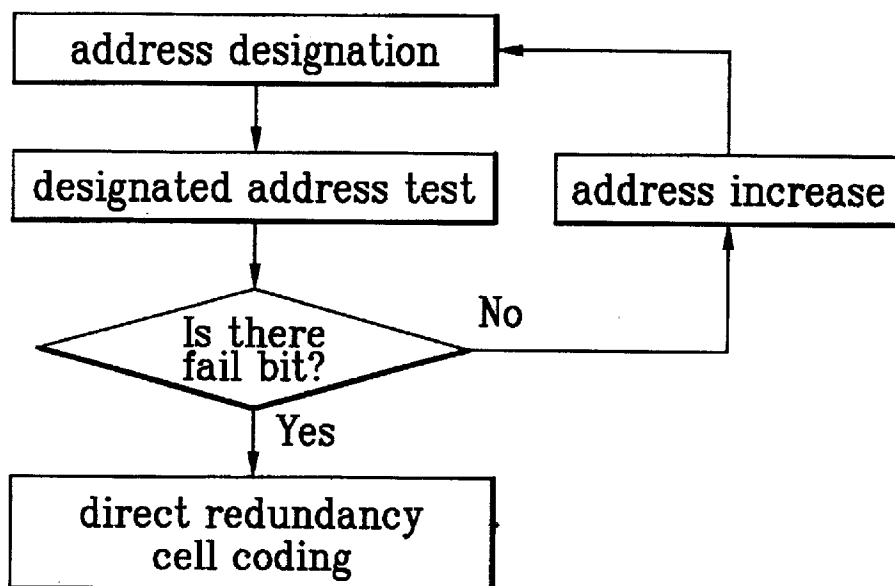 address designation
designated address test
address increase
Is there
fail bit?
No
Yes
direct redundancy
cell coding